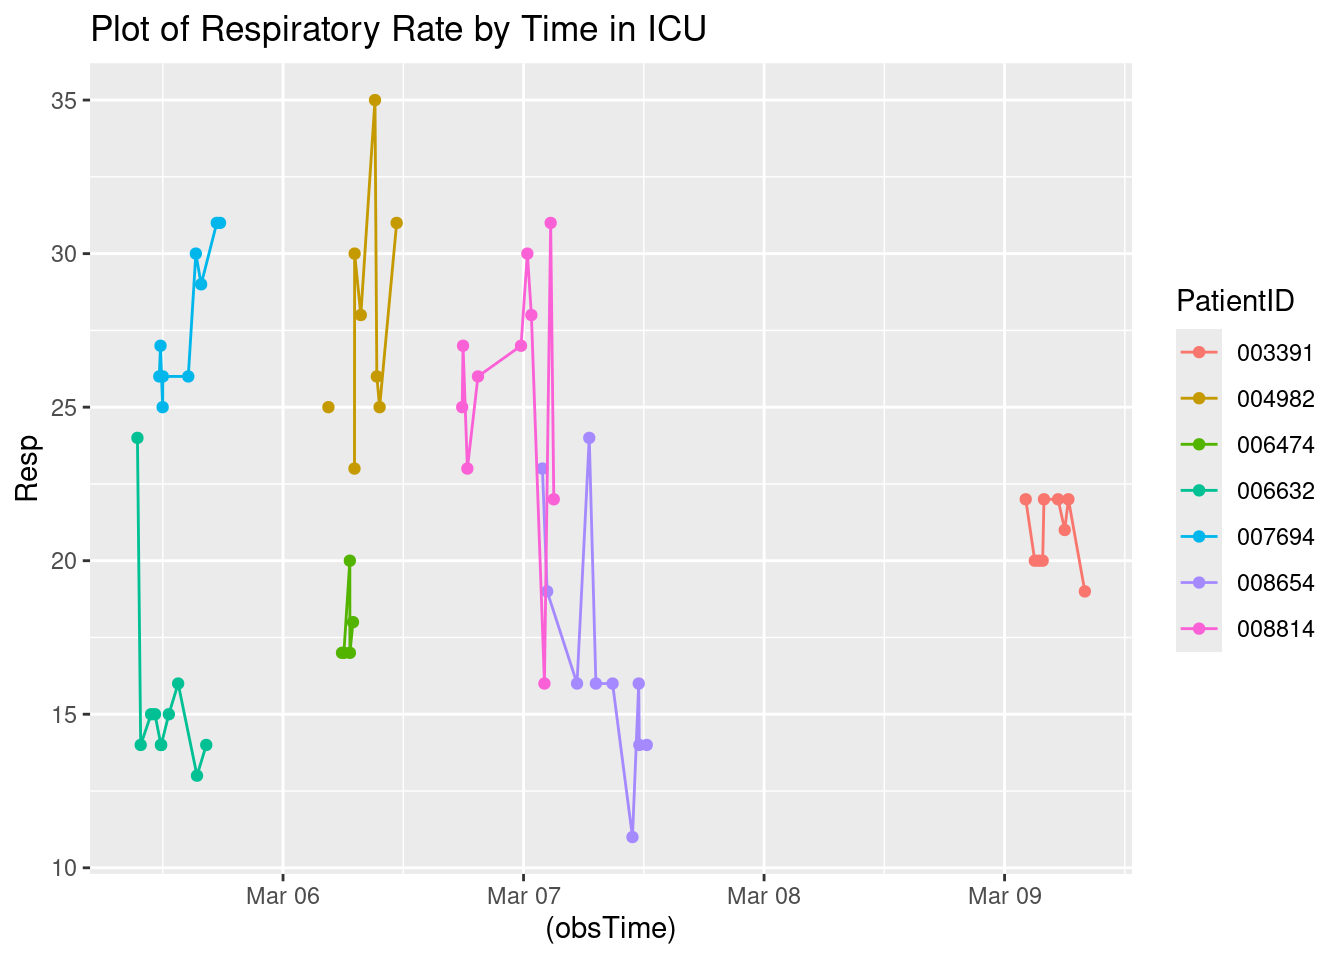 Plot of Respiratory Rate by Time in ICU
35
30
25
20
15
10
Resp
Mar 06
Mar 07
Mar 08
Mar 09
(obsTime)
PatientID
003391
004982
006474
006632
007694
008654
008814